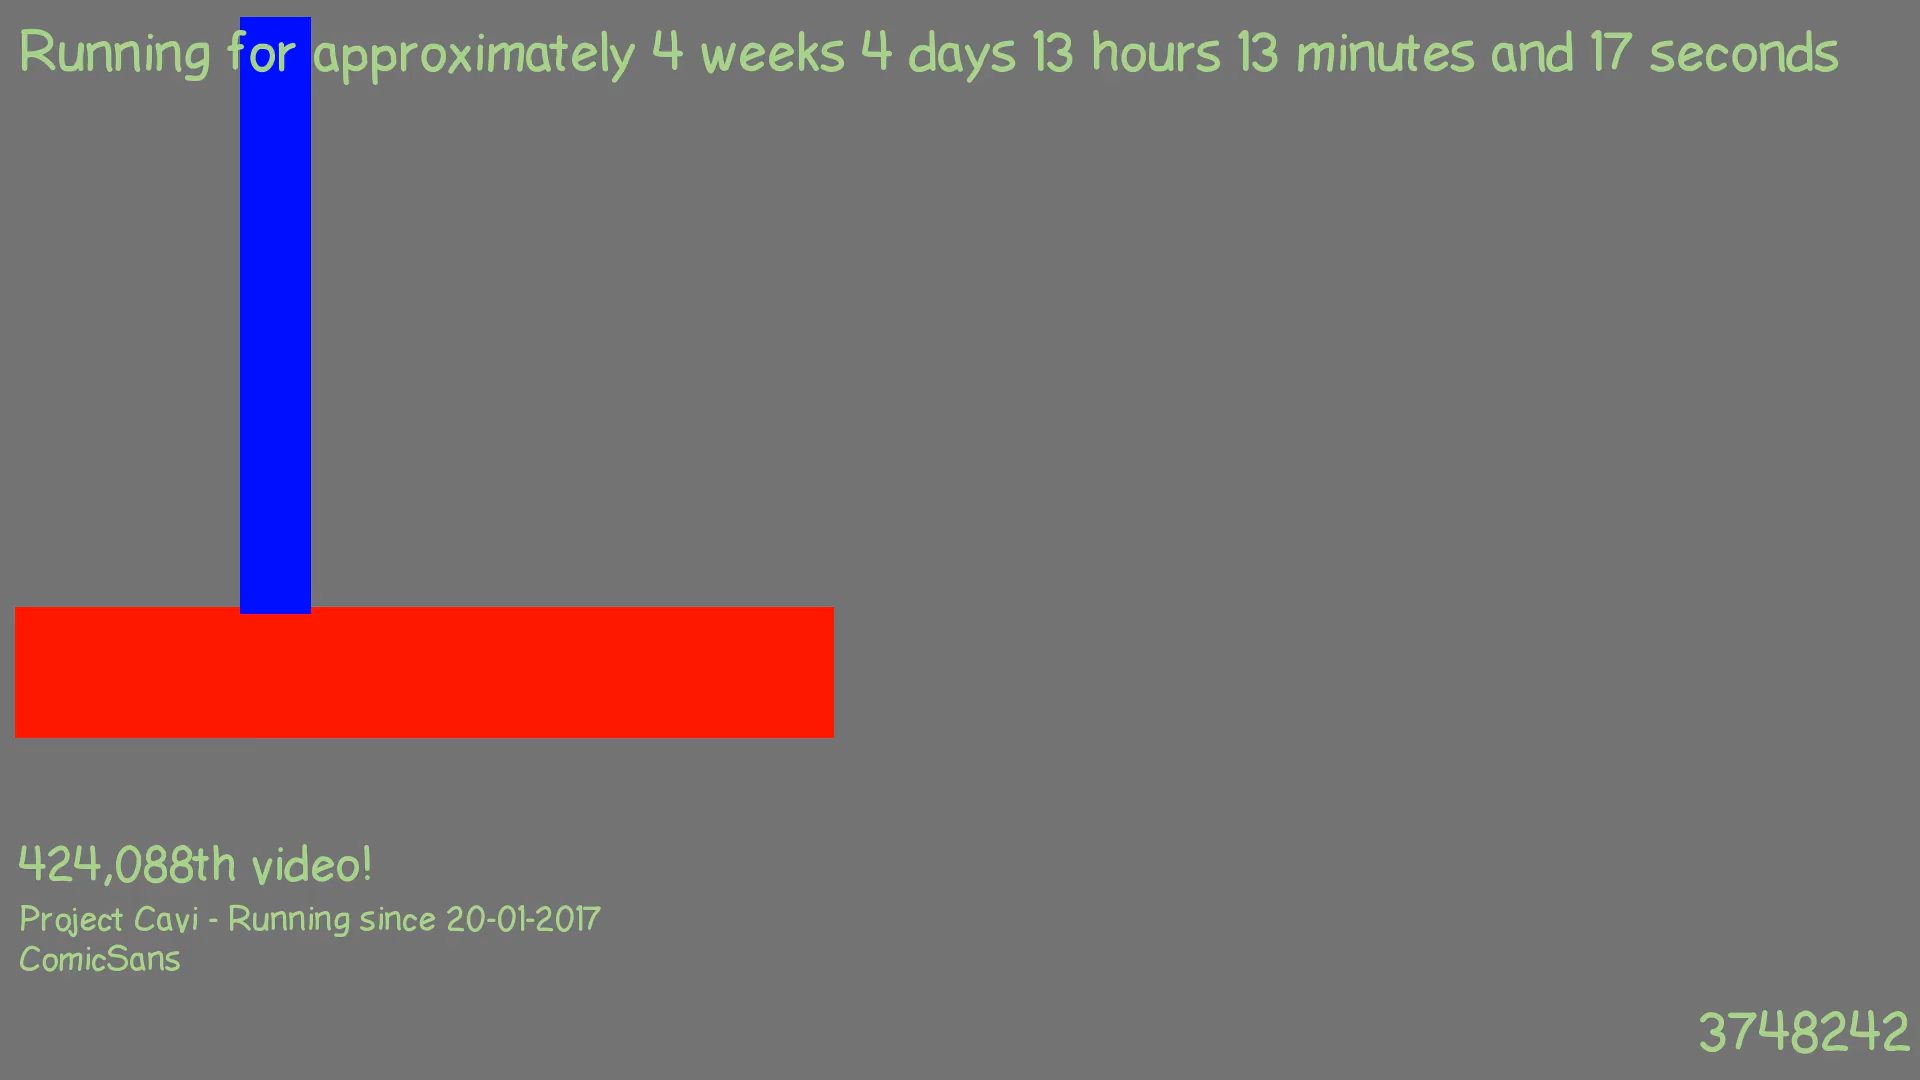 Running for approximately 4 weeks 4 days 13 hours 13 minutes and 17 seconds
424,088th video!
Project Cavi - Running since 20-01-2017
ComicSans
3748242